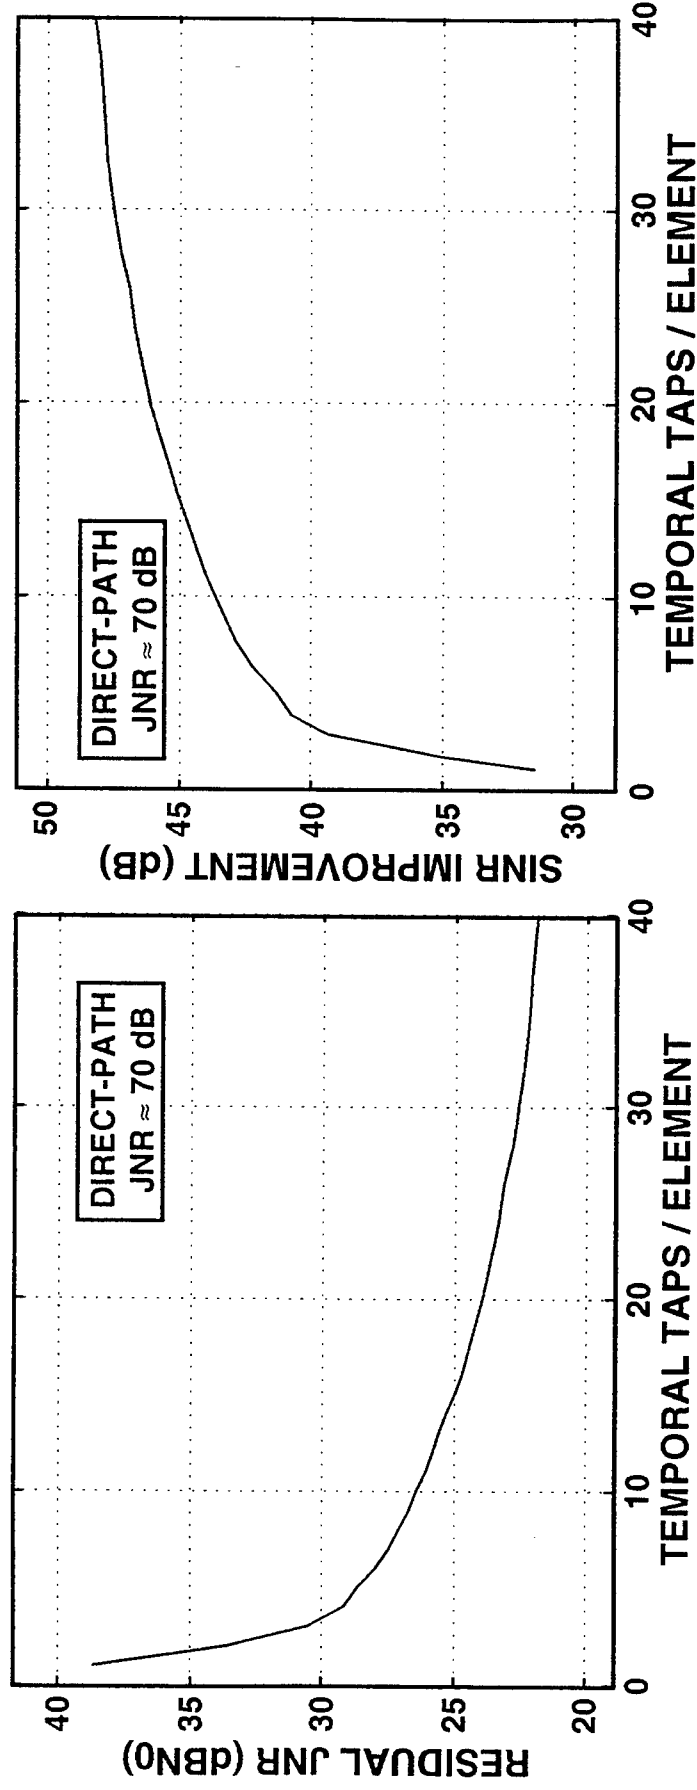 RESIDUAL JNR (dBN0)
40
35
30
25
20
DIRECT-PATH
JNR ≈ 70 dB
0
10
20
30
40
TEMPORAL TAPS / ELEMENT
SINR IMPROVEMENT (dB)
50
45
40
35
30
DIRECT-PATH
JNR ≈ 70 dB
0
10
20
30
40
TEMPORAL TAPS / ELEMENT